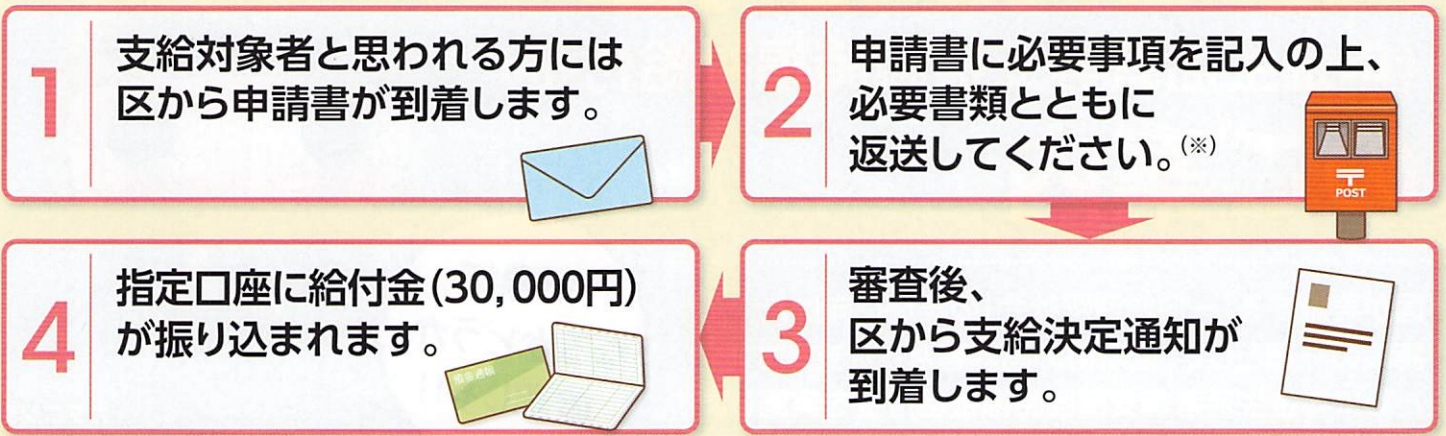 1
支給対象者と思われる方には
区から申請書が到着します。
2
申請書に必要事項を記入の上、
必要書類とともに
返送してください。(※)
〒
POST
3
審査後、
区から支給決定通知が
到着します。
4
指定口座に給付金(30,000円)
が振り込まれます。
預金通帳